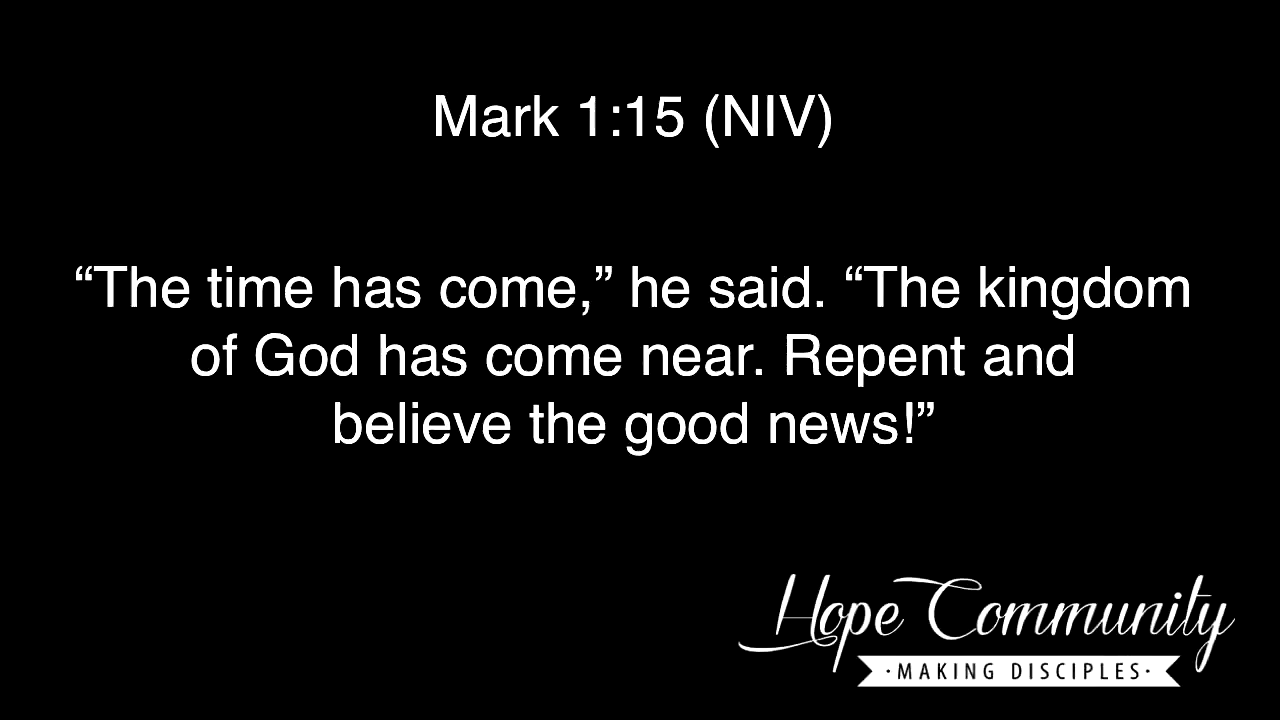 Mark 1:15 (NIV)
“The time has come,” he said. “The kingdom
of God has come near. Repent and
believe the good news!”
Hope Community
·MAKING DISCIPLES·